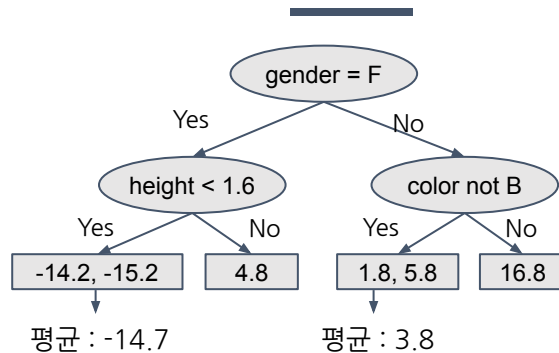 gender = F
Yes
No
height < 1.6
color not B
Yes
No
Yes
No
-14.2, -15.2
4.8
1.8, 5.8
16.8
평균 : -14.7
평균 : 3.8